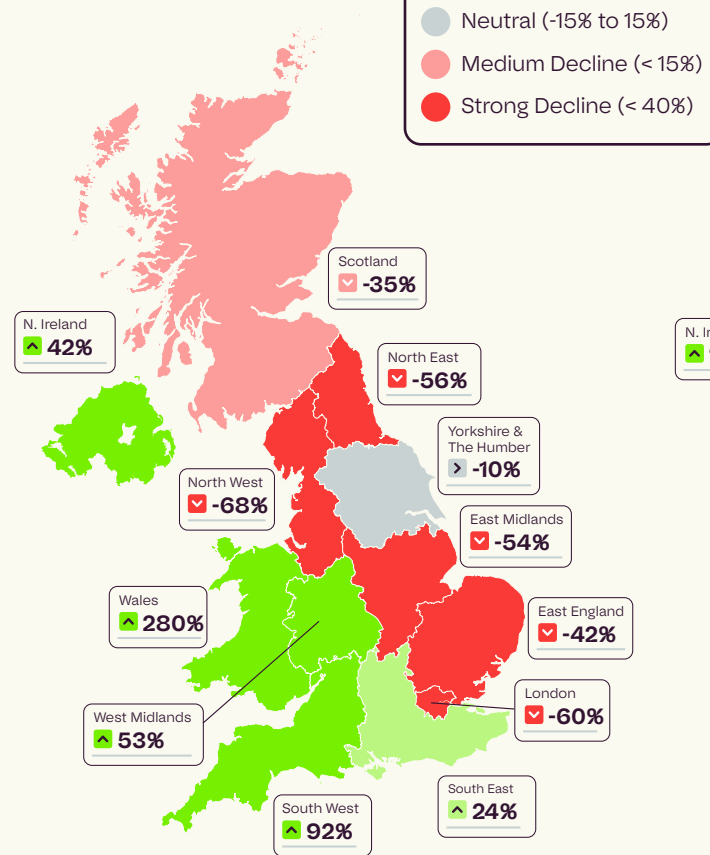 Neutral (-15% to 15%)
Medium Decline (< 15%)
Strong Decline (< 40%)
Scotland
-35%
N. Ireland
42%
North East
-56%
Yorkshire &
The Humber
-10%
North West
-68%
East Midlands
-54%
Wales
280%
East England
-42%
London
-60%
West Midlands
53%
South East
24%
South West
92%